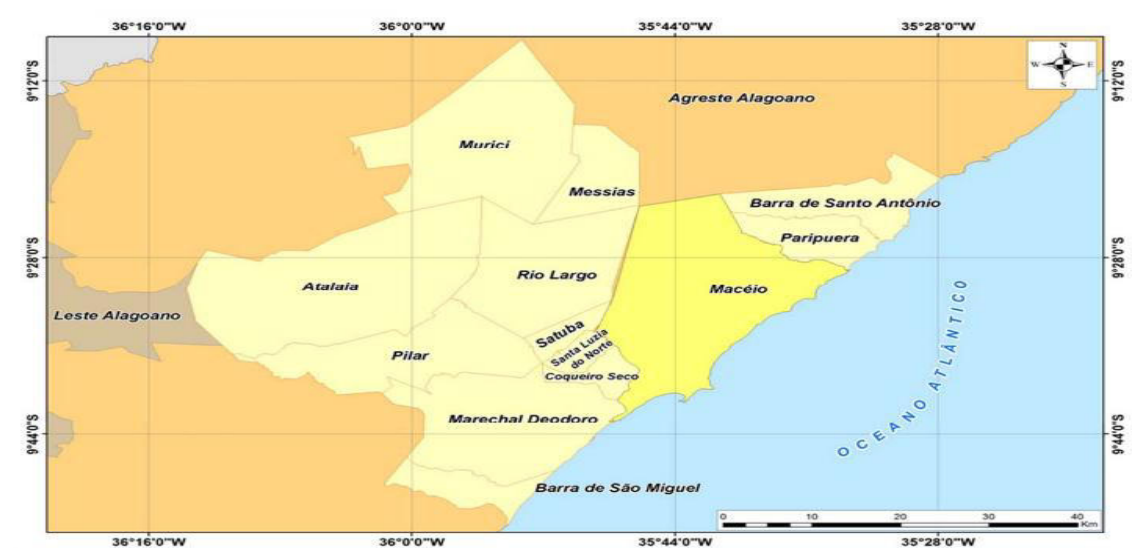 36°16'0"W 36°0'0"W 35°44'0"W 35°28'0"W
N
W E
S
9°12'0"S 9°12'0"S
Agreste Alagoano
Murici
Messias
Barra de Santo Antônio
Paripuera
9°28'0"S 9°28'0"S
Rio Largo
Atalaia
Macéio
Leste Alagoano
Satuba
Santa Luzia
do Norte
Pilar
Coqueiro Seco
OCEANO ATLÂNTICO
Marechal Deodoro
9°44'0"S 9°44'0"S
Barra de São Miguel
0 10 20 30 40
Km
36°16'0"W 36°0'0"W 35°44'0"W 35°28'0"W